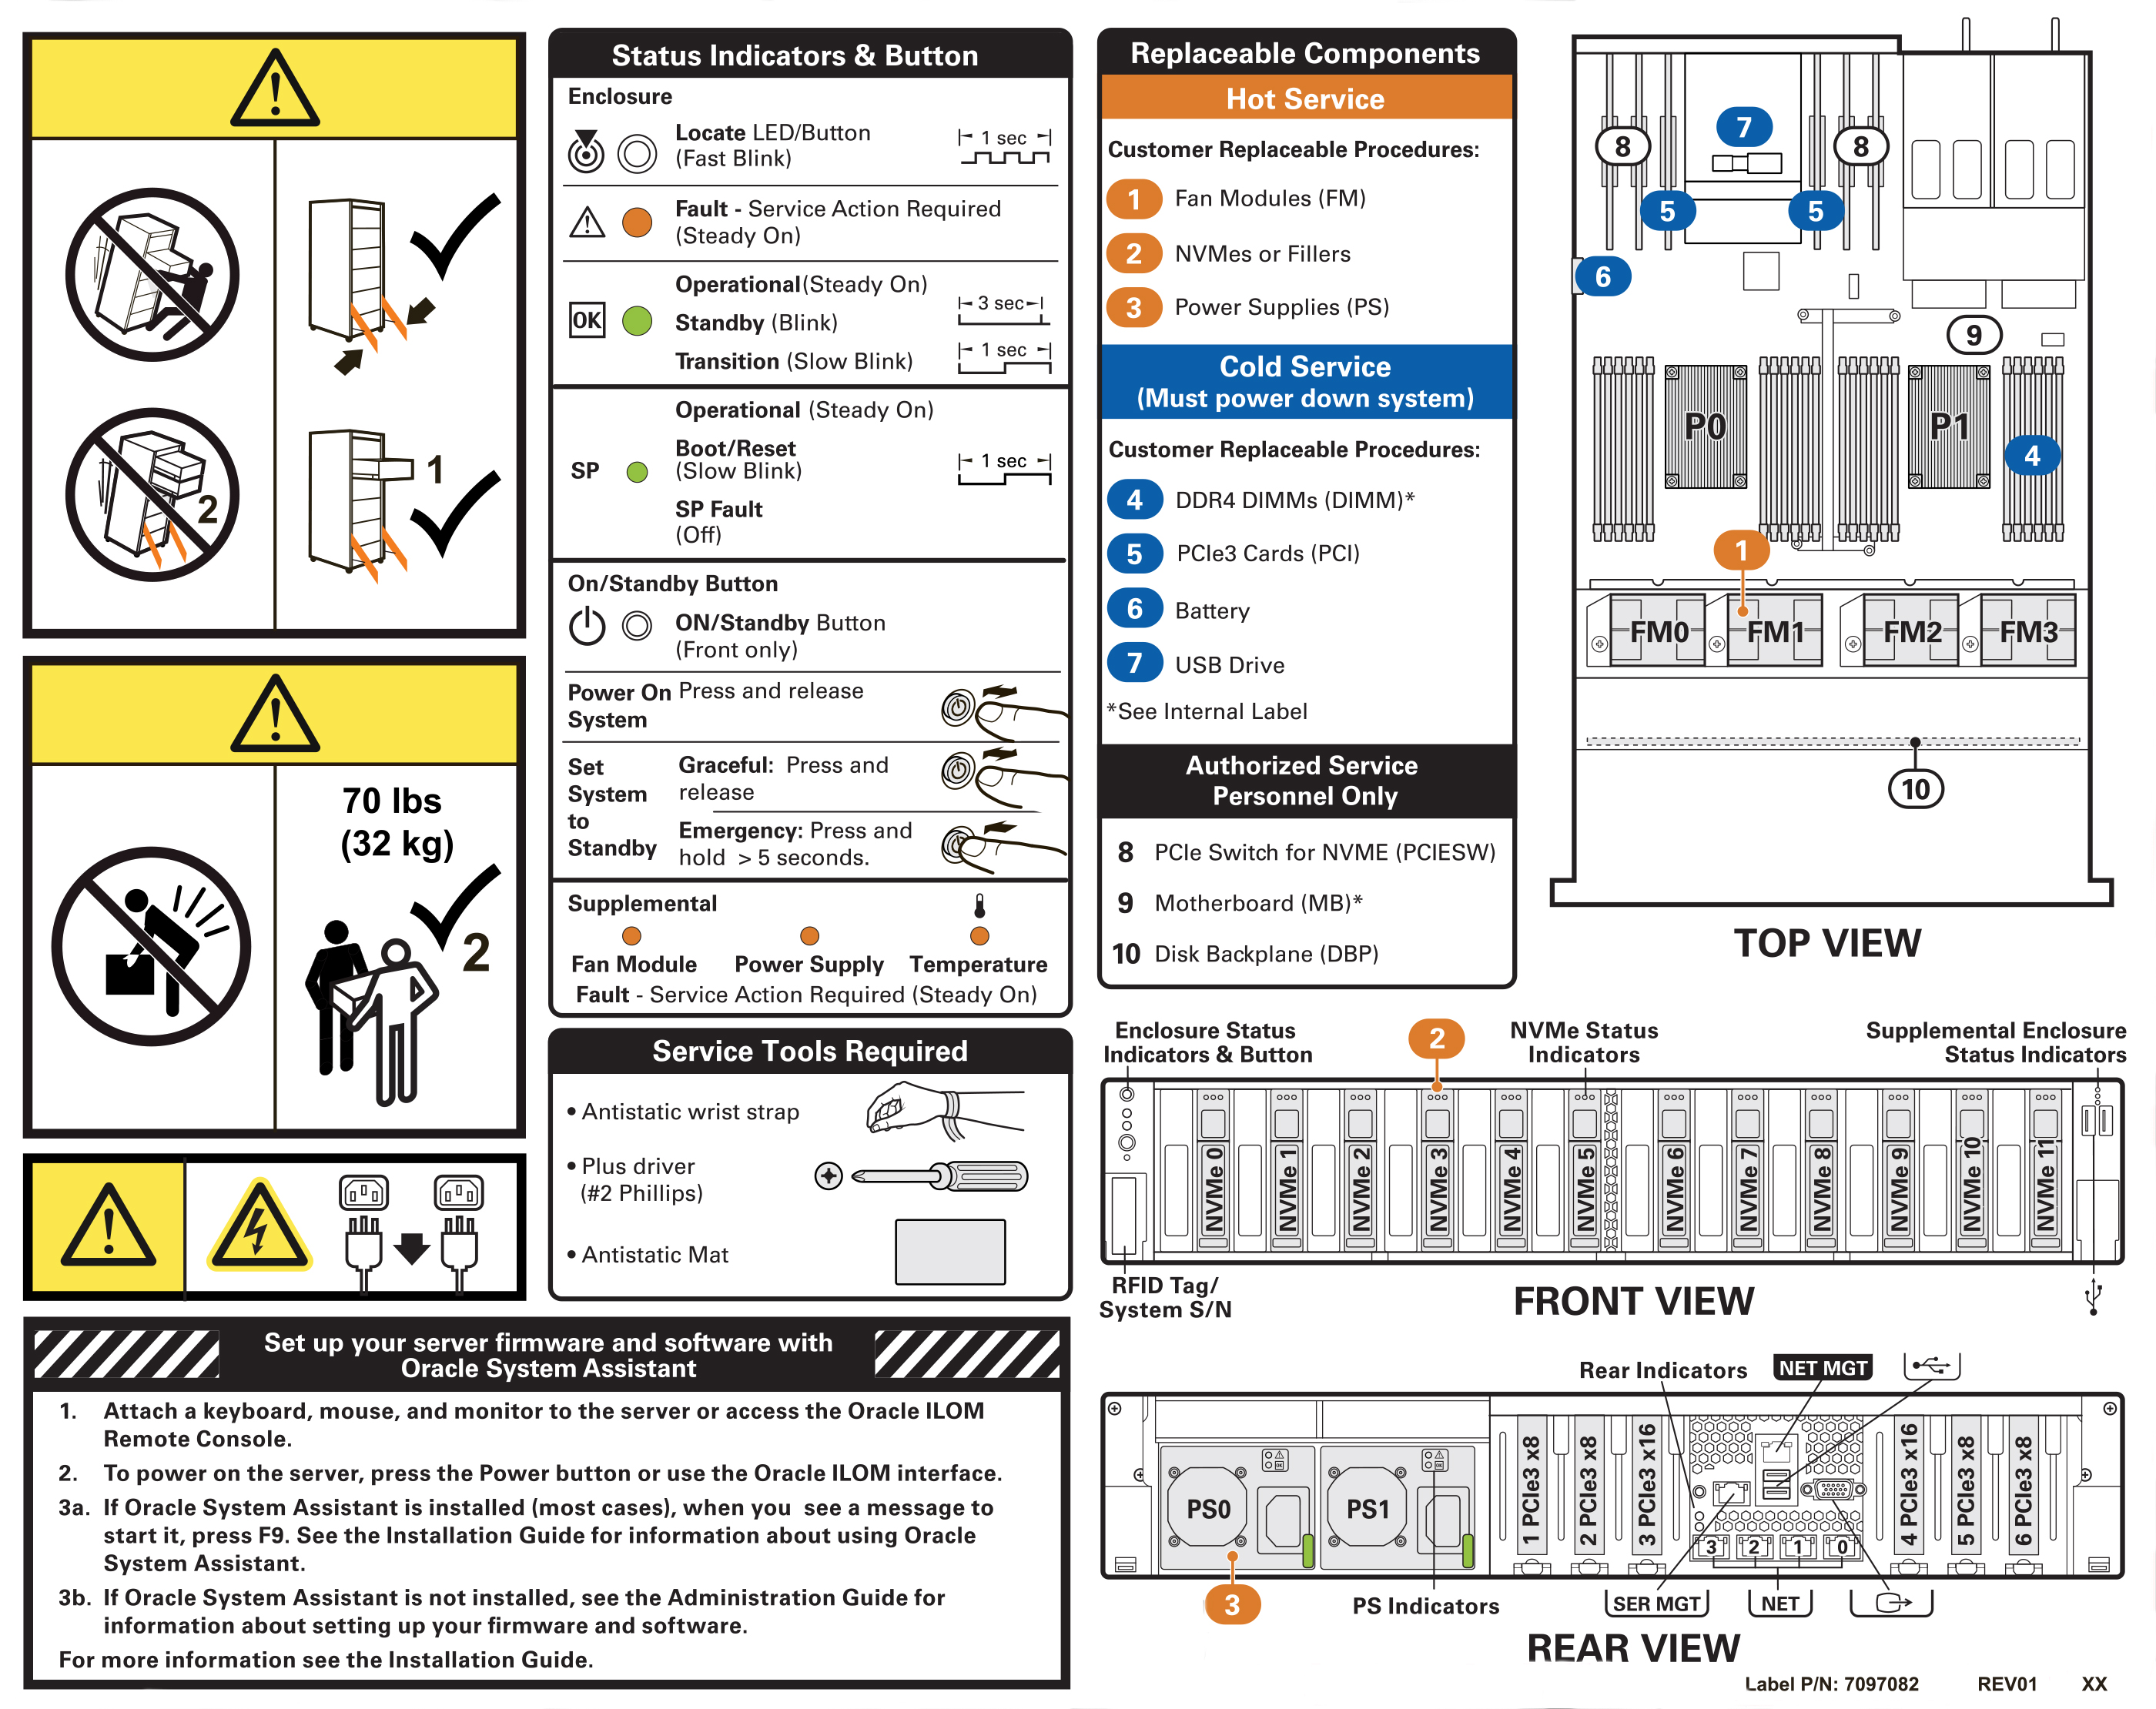 1
2
70 lbs
(32 kg)
2
Status Indicators & Button
Enclosure
Locate LED/Button
(Fast Blink)
1 sec
Fault - Service Action Required
(Steady On)
OK
Operational(Steady On)
3 sec
Standby (Blink)
Transition (Slow Blink)
1 sec
SP
Operational (Steady On)
Boot/Reset
(Slow Blink)
1 sec
SP Fault
(Off)
On/Standby Button
ON/Standby Button
(Front only)
Power On
System
Press and release
Set
System
to
Standby
Graceful: Press and
release
Emergency: Press and
hold > 5 seconds.
Supplemental
Fan Module
Power Supply
Temperature
Fault - Service Action Required (Steady On)
Service Tools Required
• Antistatic wrist strap
• Plus driver
(#2 Phillips)
• Antistatic Mat
Set up your server firmware and software with
Oracle System Assistant
1. Attach a keyboard, mouse, and monitor to the server or access the Oracle ILOM
Remote Console.
2. To power on the server, press the Power button or use the Oracle ILOM interface.
3a. If Oracle System Assistant is installed (most cases), when you see a message to
start it, press F9. See the Installation Guide for information about using Oracle
System Assistant.
3b. If Oracle System Assistant is not installed, see the Administration Guide for
information about setting up your firmware and software.
For more information see the Installation Guide.
Replaceable Components
Hot Service
Customer Replaceable Procedures:
1 Fan Modules (FM)
2 NVMes or Fillers
3 Power Supplies (PS)
Cold Service
(Must power down system)
Customer Replaceable Procedures:
4 DDR4 DIMMs (DIMM)*
5 PCIe3 Cards (PCI)
6 Battery
7 USB Drive
*See Internal Label
Authorized Service
Personnel Only
8 PCIe Switch for NVME (PCIESW)
9 Motherboard (MB)*
10 Disk Backplane (DBP)
7
8
8
5
5
6
9
P0
P1
4
1
FM0
FM1
FM2
FM3
10
TOP VIEW
Enclosure Status
Indicators & Button
2
NVMe Status
Indicators
Supplemental Enclosure
Status Indicators
NVMe 0
NVMe 1
NVMe 2
NVMe 3
NVMe 4
NVMe 5
NVMe 6
NVMe 7
NVMe 8
NVMe 9
NVMe 10
NVMe 11
RFID Tag/
System S/N
FRONT VIEW
Rear Indicators
NET MGT
PS0
PS1
1 PCIe3 x8
2 PCIe3 x8
3 PCIe3 x16
4 PCIe3 x16
5 PCIe3 x8
6 PCIe3 x8
3
2
1
0
3
PS Indicators
SER MGT
NET
REAR VIEW
Label P/N: 7097082
REV01
XX